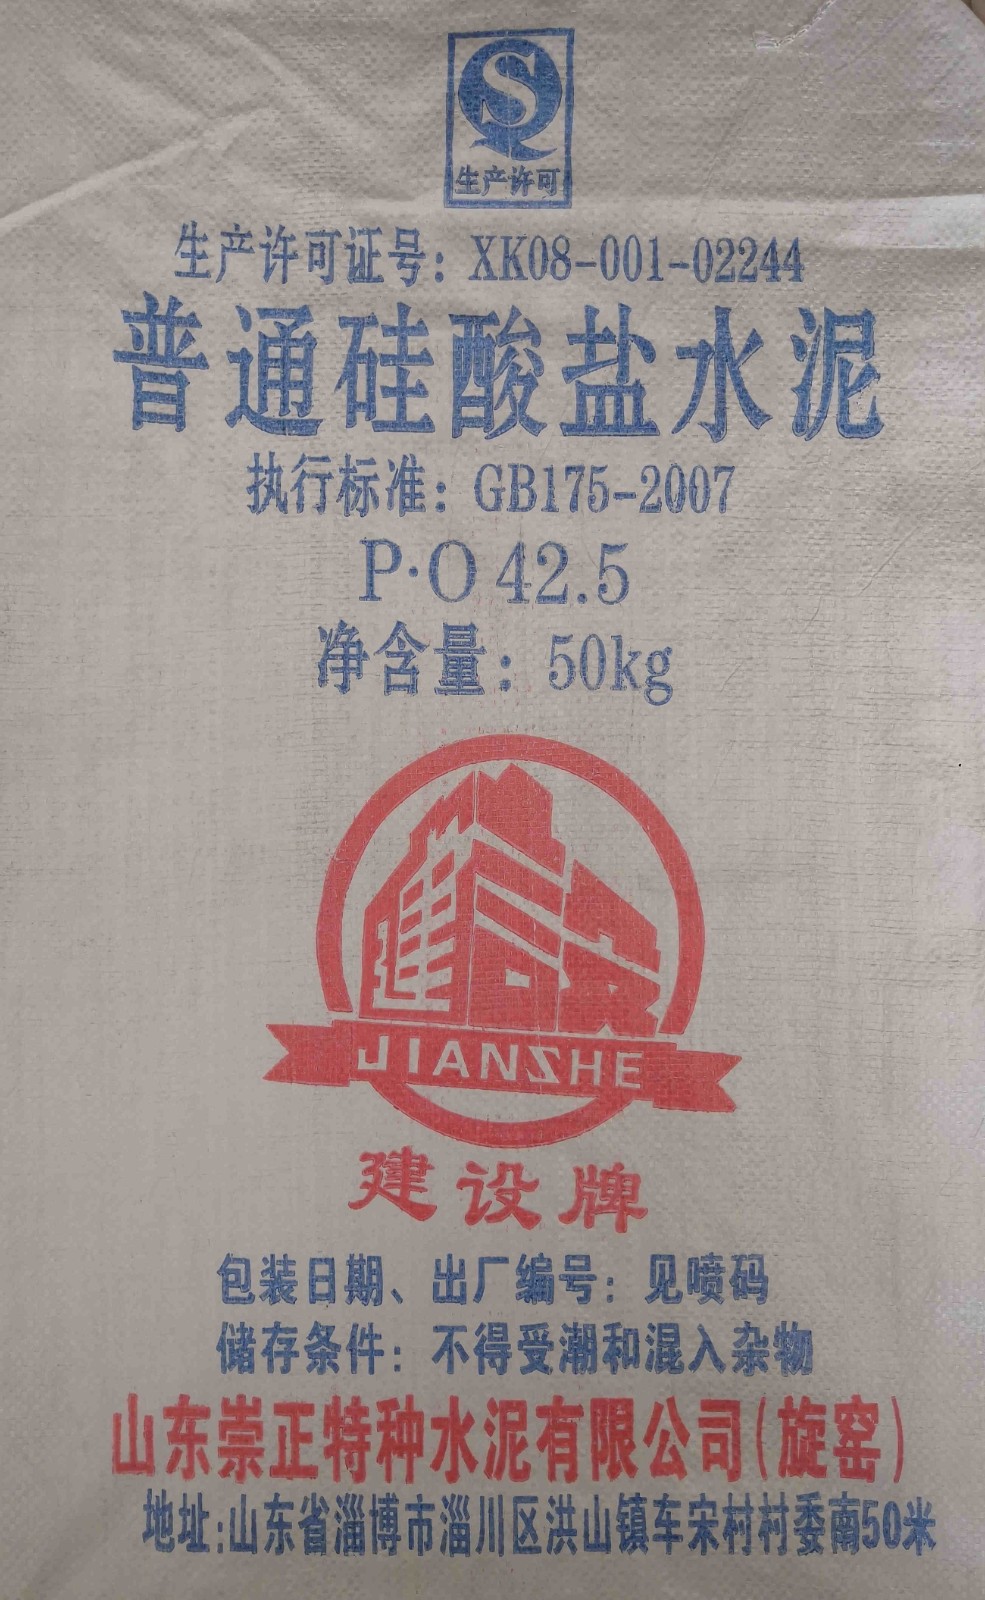 生产许可
生产许可证号：XK08-001-02244
普通硅酸盐水泥
执行标准：GB175-2007
P·O 42.5
净含量：50kg
建设
JIANSHE
建设牌
包装日期、出厂编号：见喷码
储存条件：不得受潮和混入杂物
山东崇正特种水泥有限公司（旋窑）
地址:山东省淄博市淄川区洪山镇车宋村村委南50米